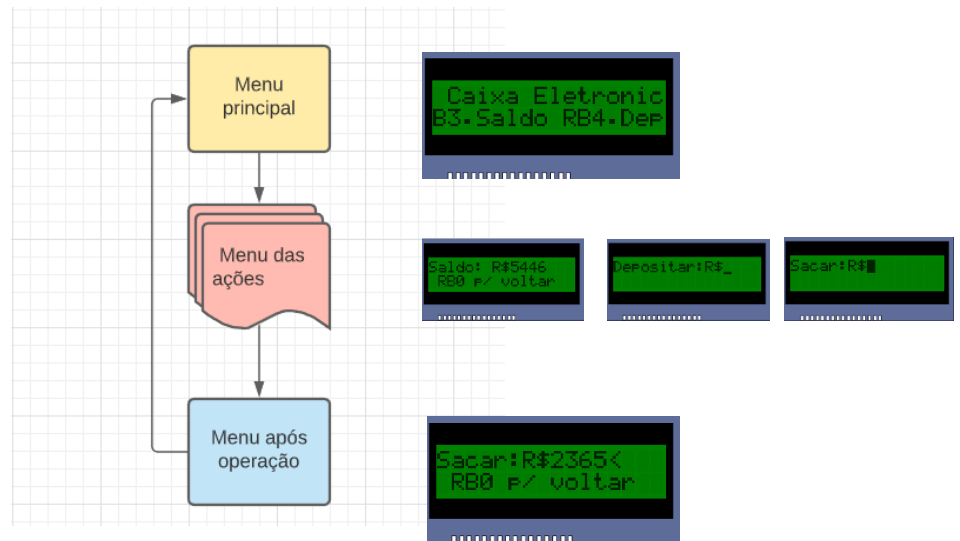 Menu
principal
Caixa Eletronic
B3.Saldo RB4.Dep
Menu das
ações
Saldo: R$5446
RB0 p/ voltar
Depositar:R$_
Sacar:R$
Menu após
operação
Sacar:R$2365<
RB0 p/ voltar